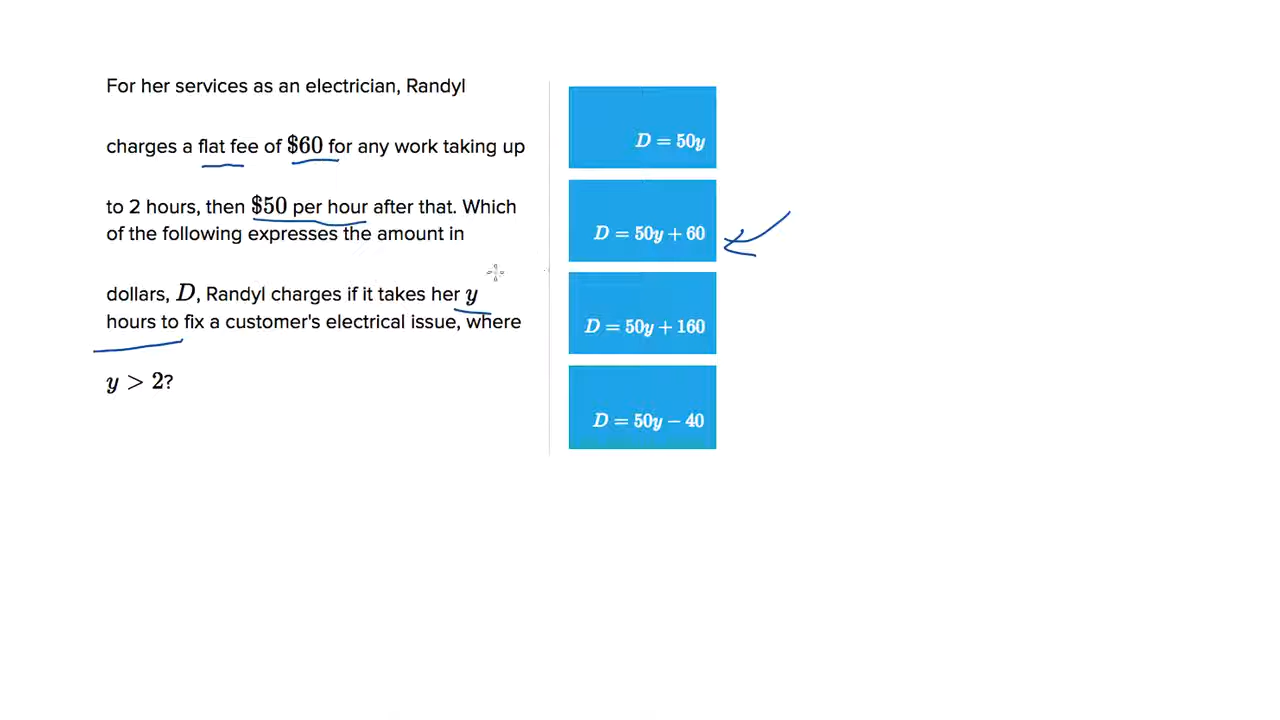 For her services as an electrician, Randyl
charges a flat fee of $60 for any work taking up
to 2 hours, then $50 per hour after that. Which
of the following expresses the amount in
dollars, D, Randyl charges if it takes her y
hours to fix a customer's electrical issue, where
y > 2?
D = 50y
D = 50y + 60
D = 50y + 160
D = 50y − 40